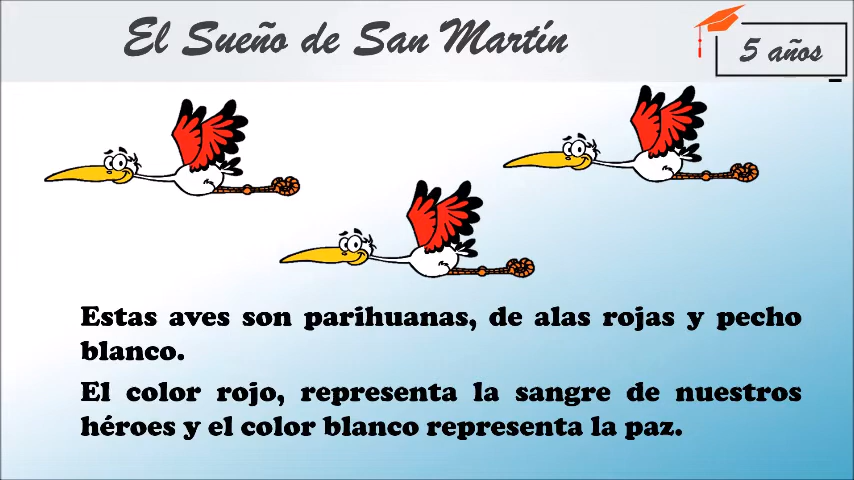 El Sueño de San Martín
5 años
Estas aves son parihuanas, de alas rojas y pecho
blanco.
El color rojo, representa la sangre de nuestros
héroes y el color blanco representa la paz.